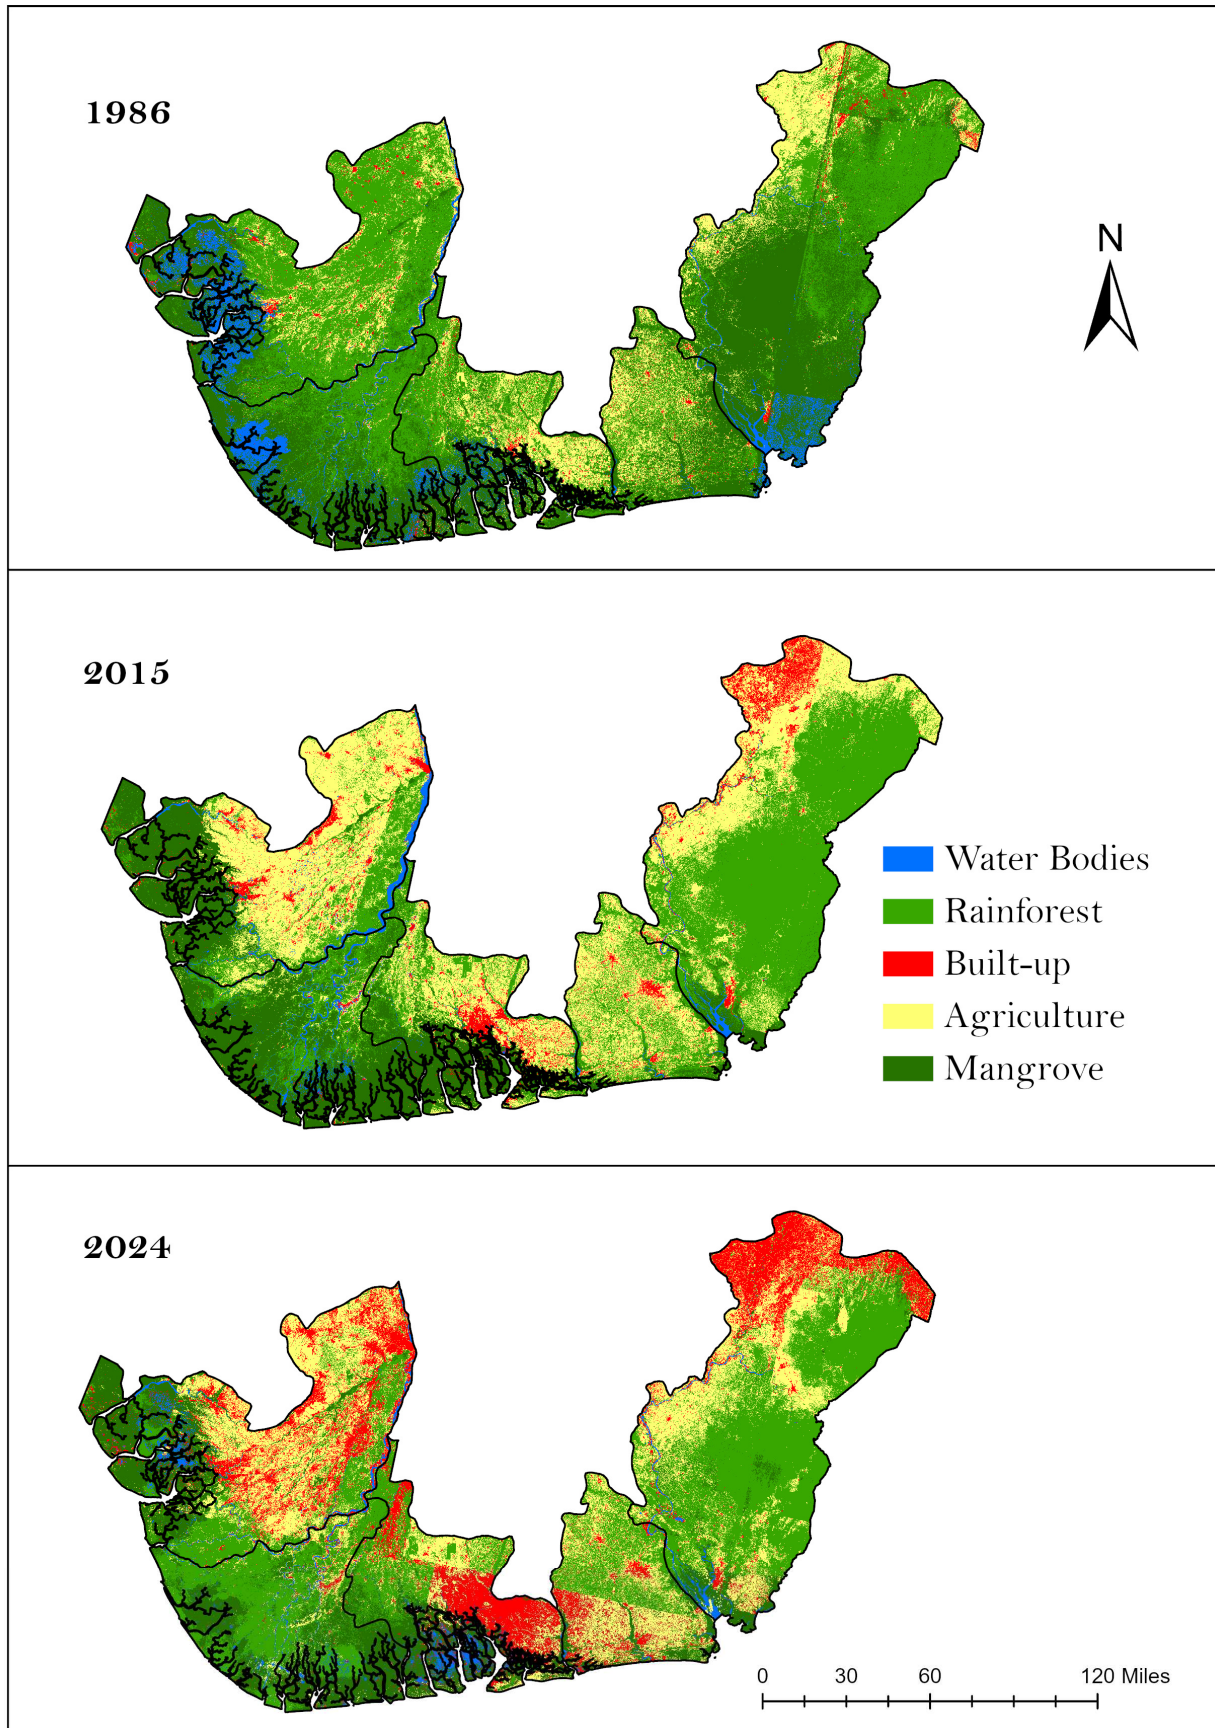 1986
N
2015
Water Bodies
Rainforest
Built-up
Agriculture
Mangrove
2024
0 30 60 120 Miles